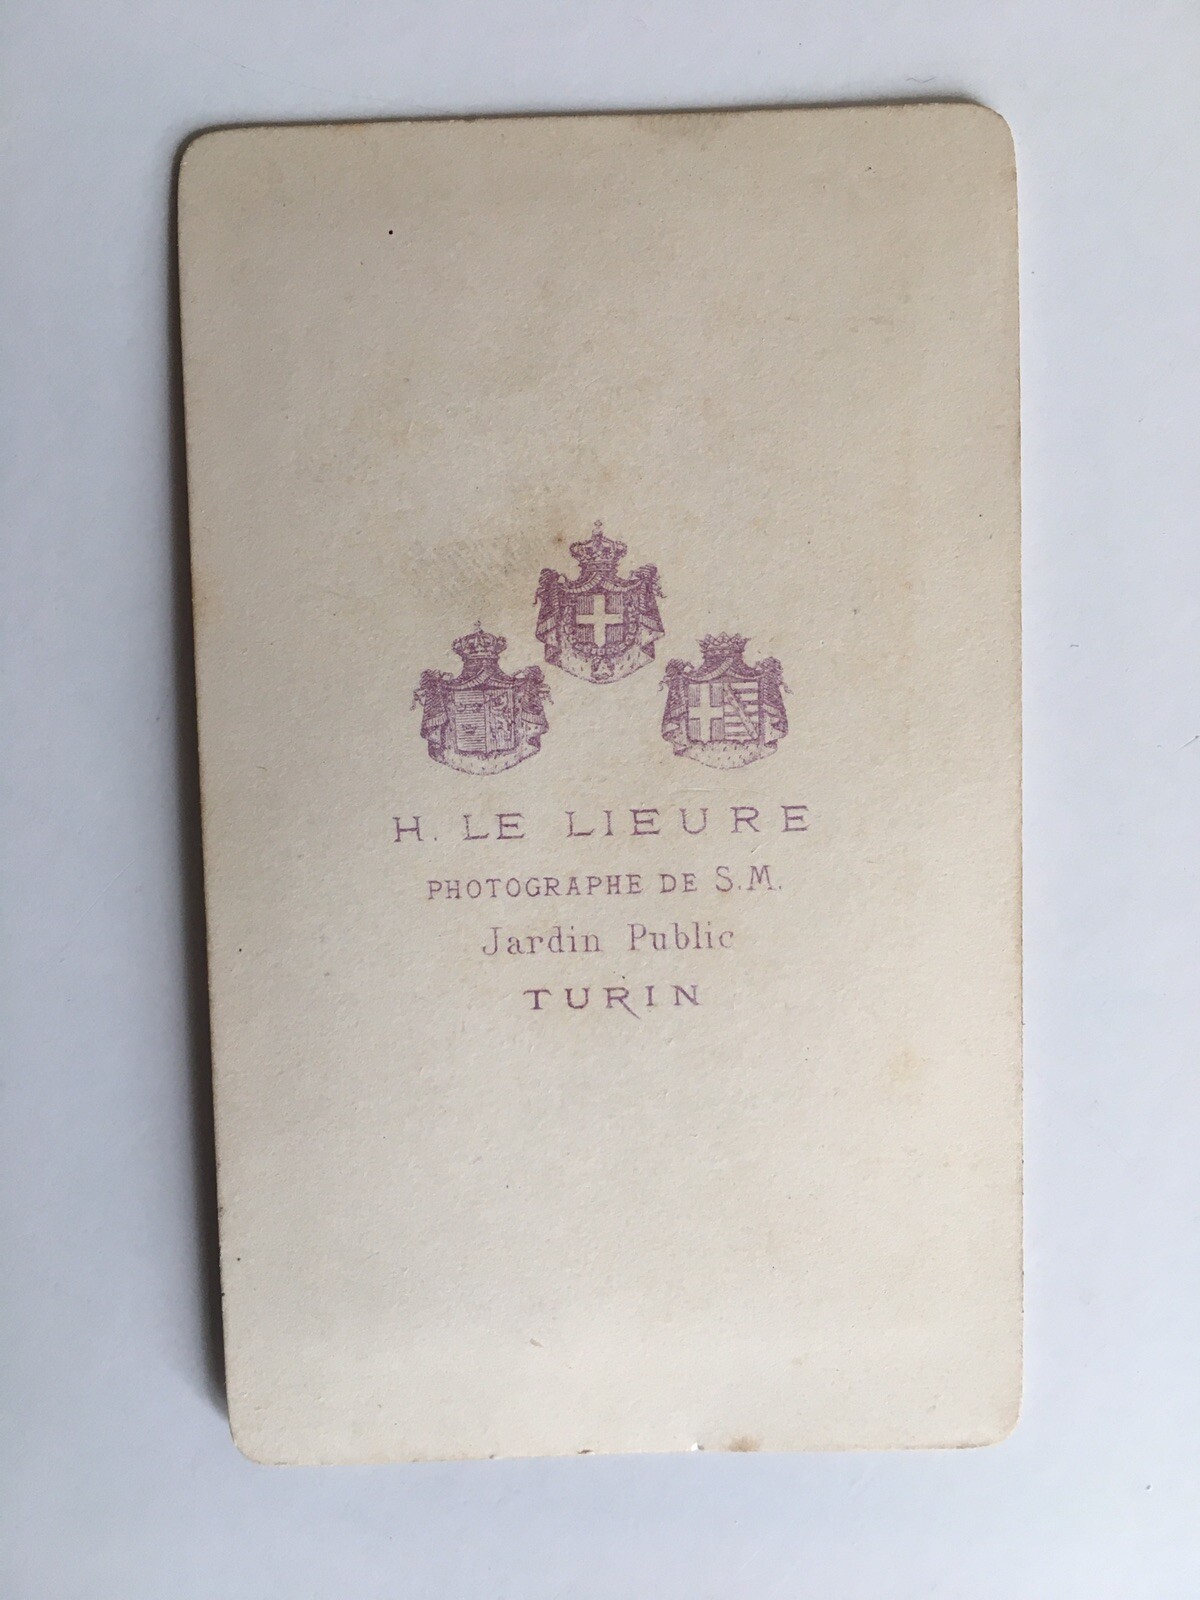 H. LE LIEURE
PHOTOGRAPHE DE S.M.
Jardin Public
TURIN